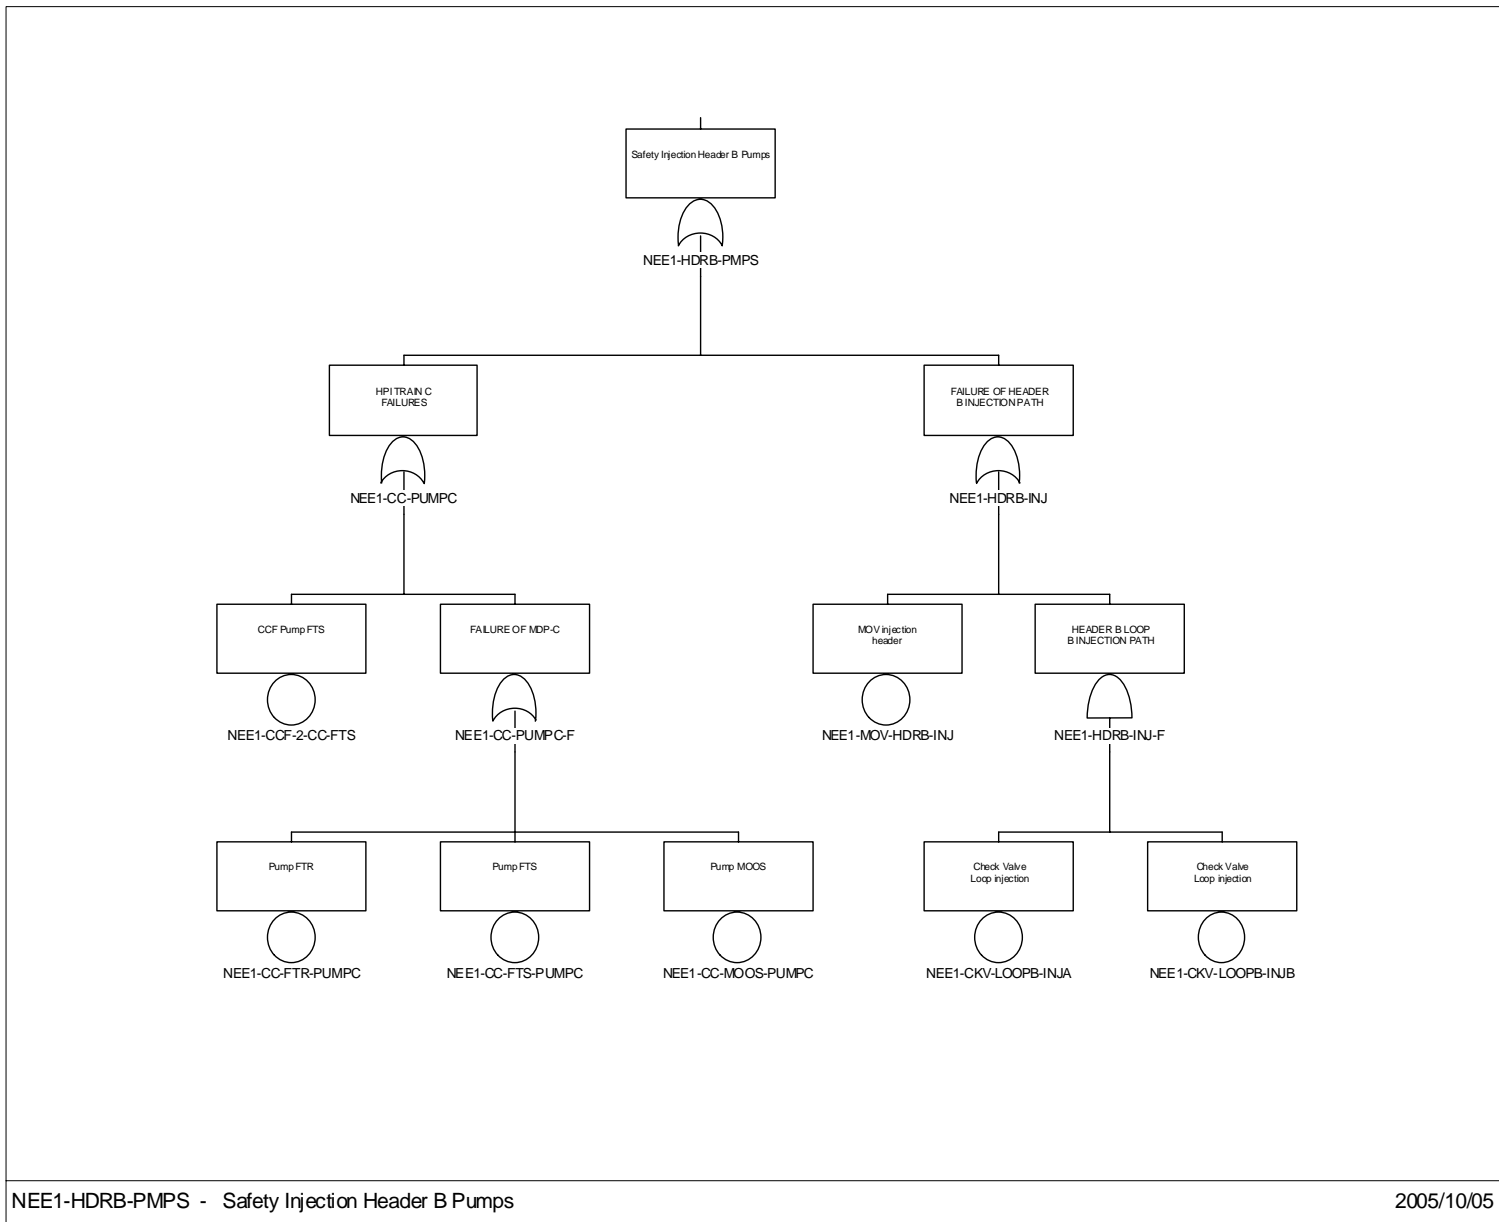 Safety Injection Header B Pumps
NEE1-HDRB-PMPS
HPI TRAIN C
FAILURES
FAILURE OF HEADER
B INJECTION PATH
NEE1-CC-PUMPC
NEE1-HDRB-INJ
CCF Pump FTS
FAILURE OF MDP-C
MOV injection
header
HEADER B LOOP
B INJECTION PATH
NEE1-CCF-2-CC-FTS
NEE1-CC-PUMPC-F
NEE1-MOV-HDRB-INJ
NEE1-HDRB-INJ-F
Pump FTR
Pump FTS
Pump MOOS
Check Valve
Loop injection
Check Valve
Loop injection
NEE1-CC-FTR-PUMPC
NEE1-CC-FTS-PUMPC
NEE1-CC-MOOS-PUMPC
NEE1-CKV-LOOPB-INJA
NEE1-CKV-LOOPB-INJB
NEE1-HDRB-PMPS - Safety Injection Header B Pumps
2005/10/05